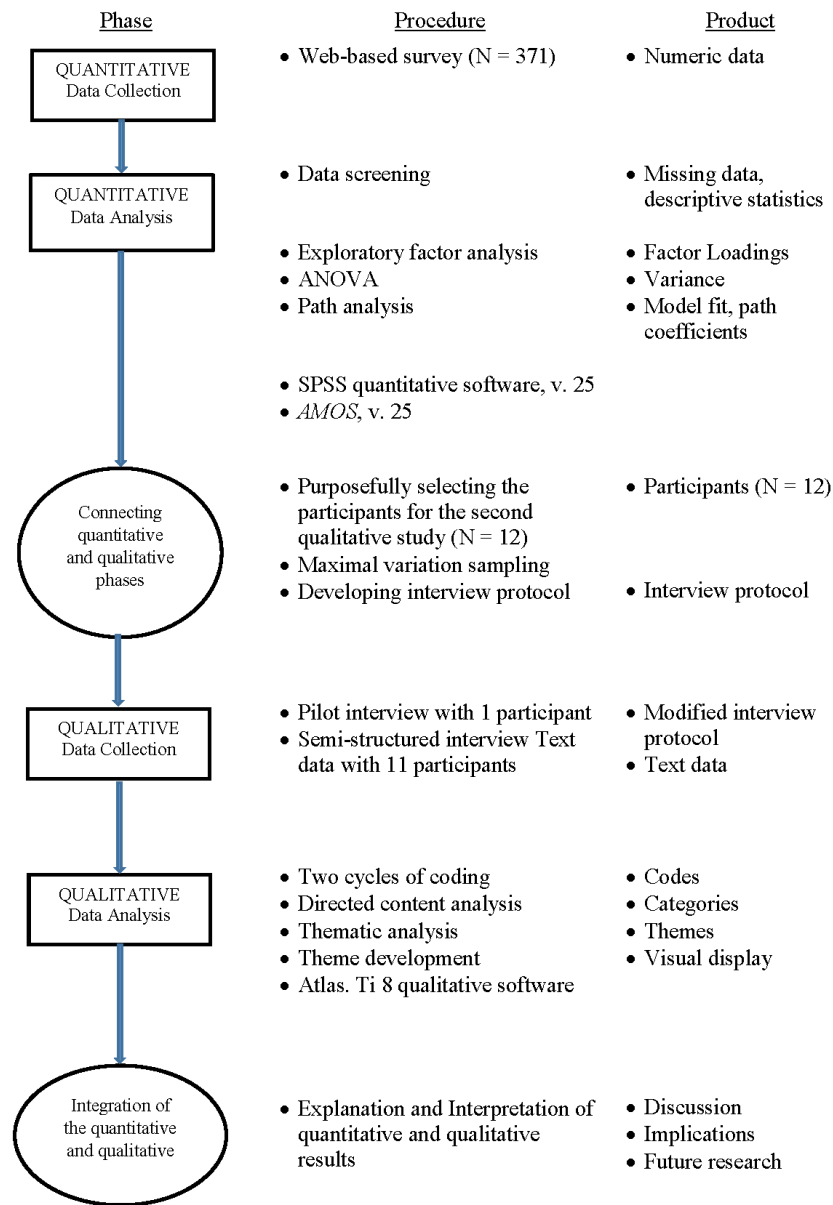 Phase Procedure Product
QUANTITATIVE
Data Collection
• Web-based survey (N = 371)
• Numeric data
QUANTITATIVE
Data Analysis
• Data screening
• Missing data,
descriptive statistics
• Exploratory factor analysis
• ANOVA
• Path analysis
• Factor Loadings
• Variance
• Model fit, path
coefficients
• SPSS quantitative software, v. 25
• AMOS, v. 25
Connecting
quantitative
and qualitative
phases
• Purposefully selecting the
participants for the second
qualitative study (N = 12)
• Maximal variation sampling
• Developing interview protocol
• Participants (N = 12)
• Interview protocol
QUALITATIVE
Data Collection
• Pilot interview with 1 participant
• Semi-structured interview Text
data with 11 participants
• Modified interview
protocol
• Text data
QUALITATIVE
Data Analysis
• Two cycles of coding
• Directed content analysis
• Thematic analysis
• Theme development
• Atlas. Ti 8 qualitative software
• Codes
• Categories
• Themes
• Visual display
Integration of
the quantitative
and qualitative
• Explanation and Interpretation of
quantitative and qualitative
results
• Discussion
• Implications
• Future research